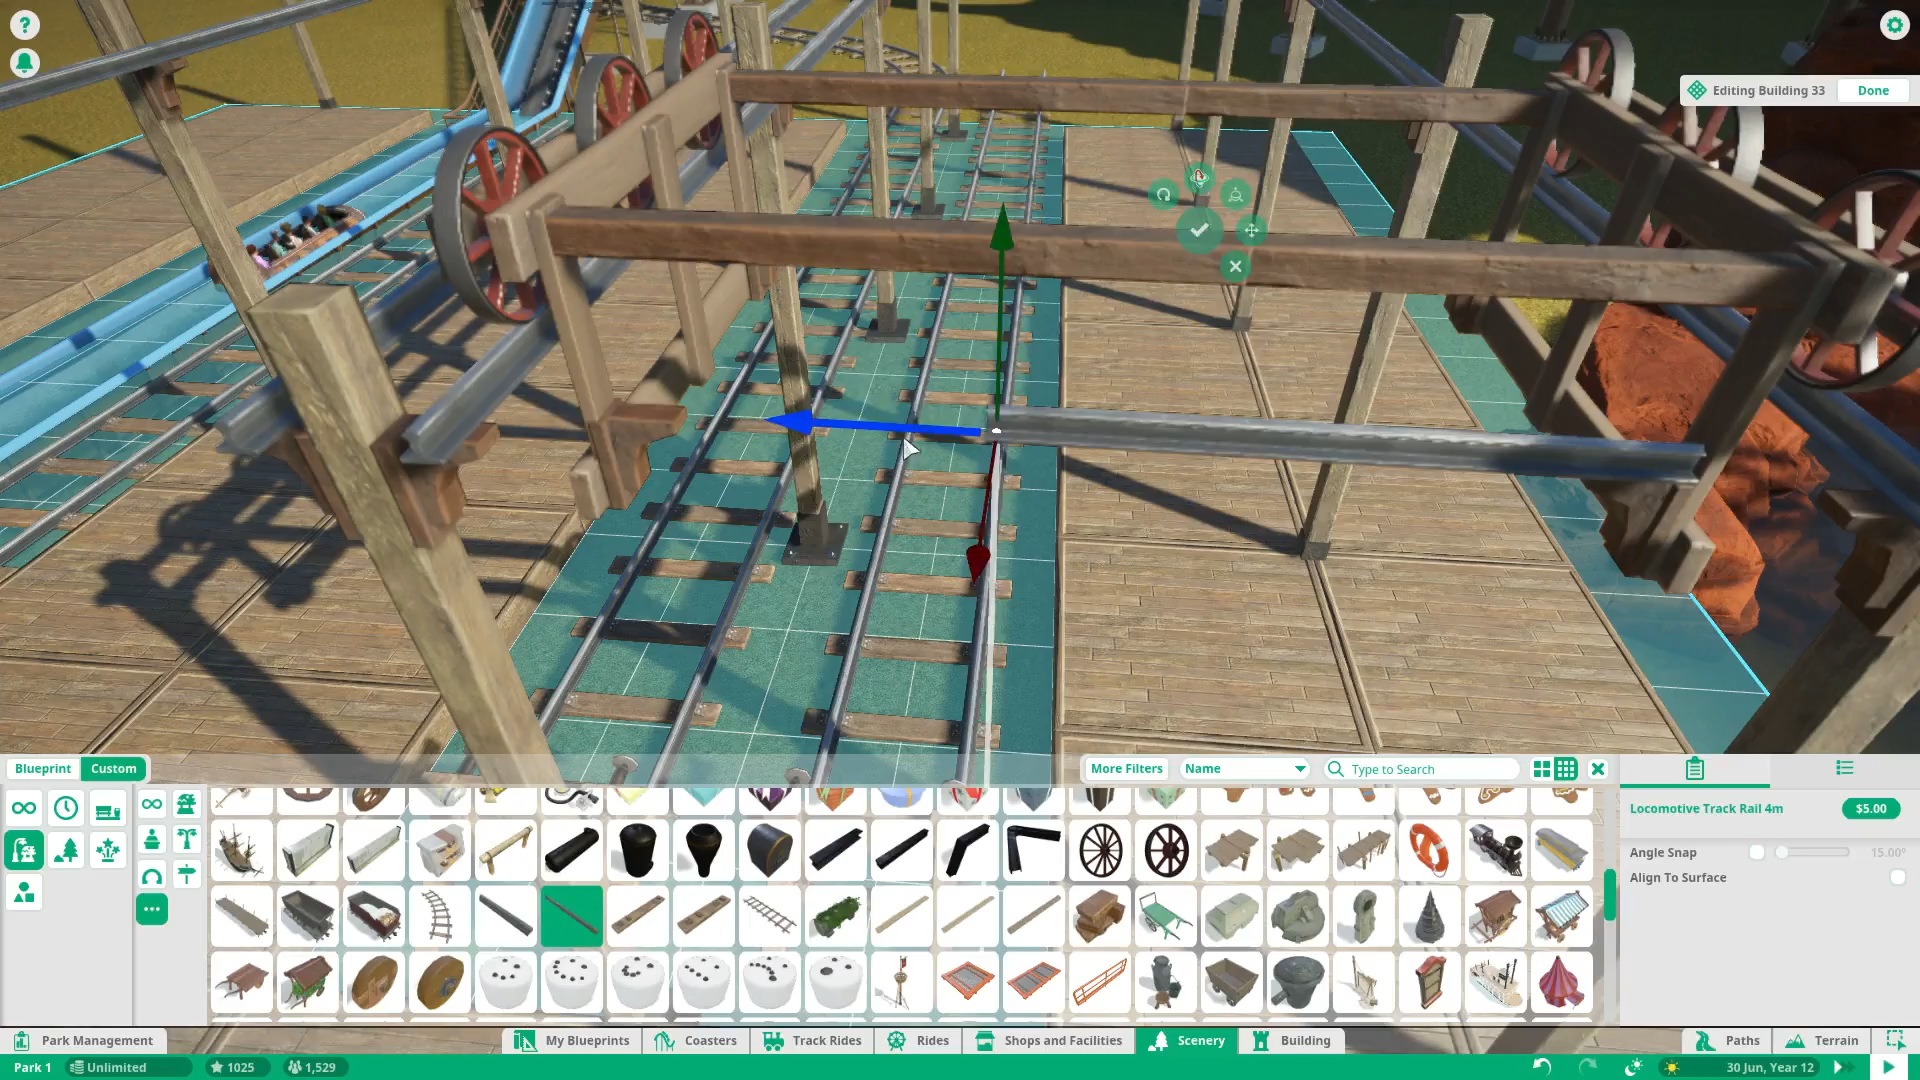 ?
Editing Building 33 Done
Blueprint Custom
More Filters Name Type to Search
Locomotive Track Rail 4m $5.00
Angle Snap 15.00°
Align To Surface
Park Management My Blueprints Coasters Track Rides Rides Shops and Facilities Scenery Building Paths Terrain
Park 1 Unlimited 1025 1,529 30 Jun, Year 12